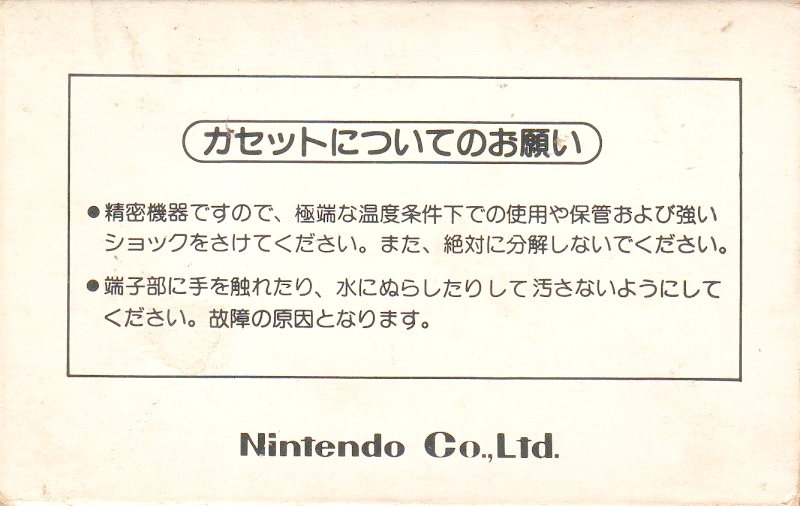 カセットについてのお願い
●精密機器ですので、極端な温度条件下での使用や保管および強い
ショックをさけてください。また、絶対に分解しないでください。
●端子部に手を触れたり、水にぬらしたりして汚さないようにして
ください。故障の原因となります。
Nintendo Co.,Ltd.